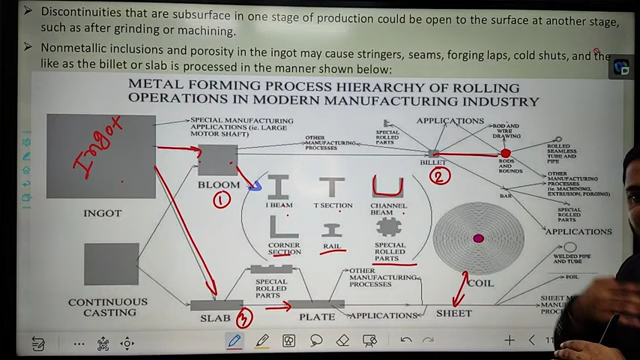 Discontinuities that are subsurface in one stage of production could be open to the surface at another stage,
such as after grinding or machining.
Nonmetallic inclusions and porosity in the ingot may cause stringers, seams, forging laps, cold shuts, and the
like as the billet or slab is processed in the manner shown below:
METAL FORMING PROCESS HIERARCHY OF ROLLING
OPERATIONS IN MODERN MANUFACTURING INDUSTRY
Ingot
INGOT
SPECIAL MANUFACTURING
APPLICATIONS (ie. LARGE
MOTOR SHAFT)
BLOOM
1
OTHER
MANUFACTURING
PROCESSES
SPECIAL
ROLLED
PARTS
APPLICATIONS
ROD AND
WIRE
DRAWING
BILLET
2
RODS
AND
ROUNDS
ROLLED
SEAMLESS
TUBE AND
PIPE
OTHER
MANUFACTURING
PROCESSES
(ie. MACHINING,
EXTRUSION, FORGING)
BAR
SPECIAL
ROLLED
PARTS
APPLICATIONS
I BEAM
T SECTION
CHANNEL
BEAM
CORNER
SECTION
RAIL
SPECIAL
ROLLED
PARTS
COIL
WELDED PIPE
AND TUBE
CONTINUOUS
CASTING
SLAB
3
SPECIAL
ROLLED
PARTS
PLATE
OTHER
MANUFACTURING
PROCESSES
APPLICATIONS
SHEET
FOIL
SHEET
MANU
PROC
11